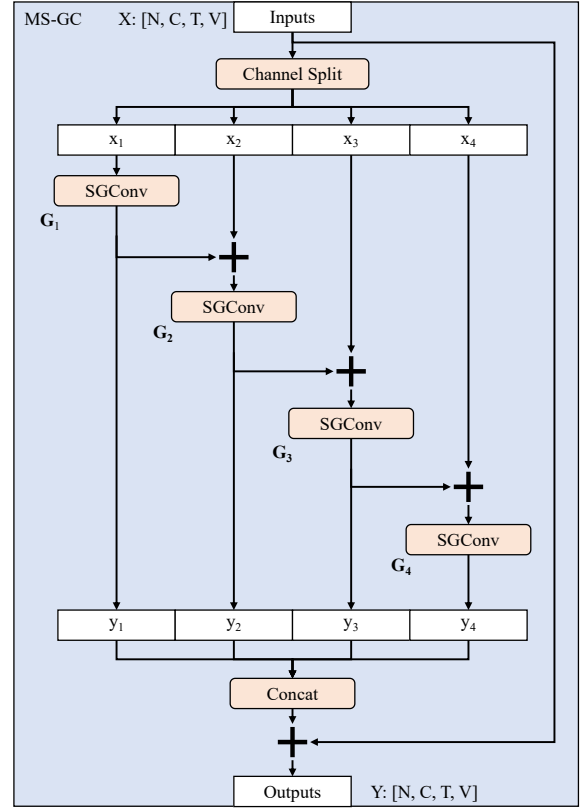 MS-GC X: [N, C, T, V] Inputs
Channel Split
x₁ x₂ x₃ x₄
SGConv
G₁
SGConv
G₂
SGConv
G₃
SGConv
G₄
y₁ y₂ y₃ y₄
Concat
Outputs Y: [N, C, T, V]